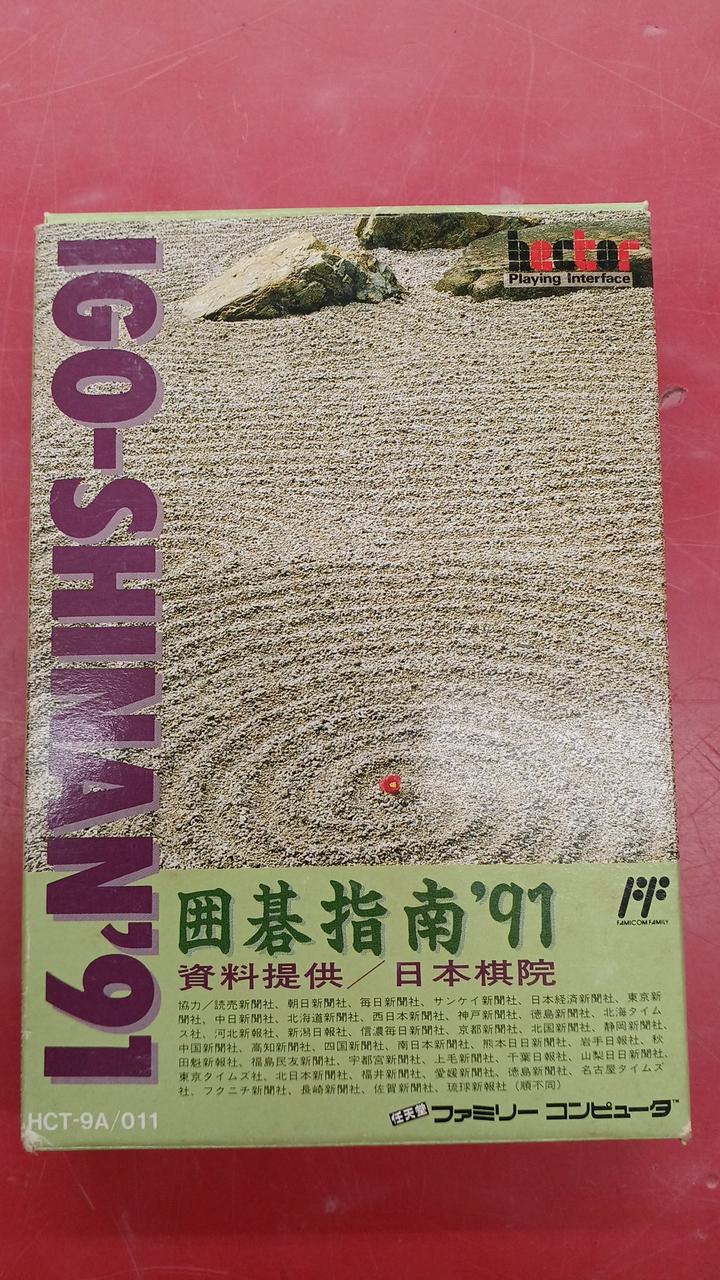 hector
Playing Interface
IGO-SHINAN'91
囲碁指南'91
FAMICOM FAMILY
資料提供／日本棋院
協力／読売新聞社、朝日新聞社、毎日新聞社、サンケイ新聞社、日本経済新聞社、東京新
聞社、中日新聞社、北海道新聞社、西日本新聞社、神戸新聞社、徳島新聞社、北海タイム
ス社、河北新報社、新潟日報社、信濃毎日新聞社、京都新聞社、北国新聞社、静岡新聞社、
中国新聞社、高知新聞社、四国新聞社、南日本新聞社、熊本日日新聞社、岩手日報社、秋
田魁新報社、福島民友新聞社、宇都宮新聞社、上毛新聞社、千葉日報社、山梨日日新聞社、
東京タイムズ社、北日本新聞社、福井新聞社、愛媛新聞社、徳島新聞社、名古屋タイムズ
社、フクニチ新聞社、長崎新聞社、佐賀新聞社、琉球新報社（順不同）
HCT-9A/011
任天堂 ファミリー コンピュータ™